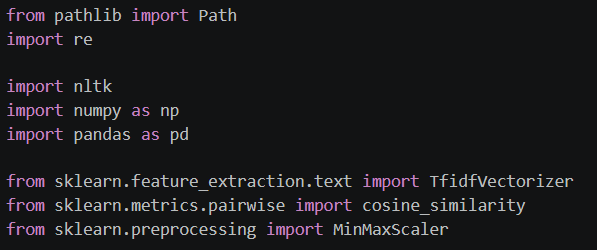 from pathlib import Path
import re
import nltk
import numpy as np
import pandas as pd
from sklearn.feature_extraction.text import TfidfVectorizer
from sklearn.metrics.pairwise import cosine_similarity
from sklearn.preprocessing import MinMaxScaler